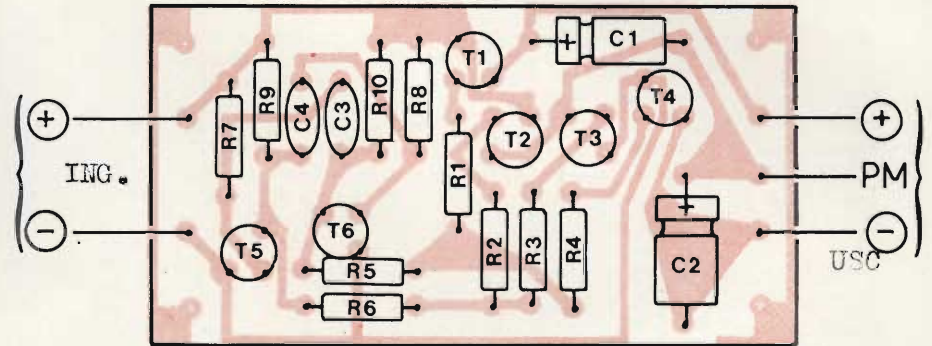 C1
T1
R9
R10
R8
T4
R7
C4
C3
+
+
T2
T3
R1
ING.
PM
−
−
T5
T6
R2
R3
R4
C2
USC
R5
R6
+
+